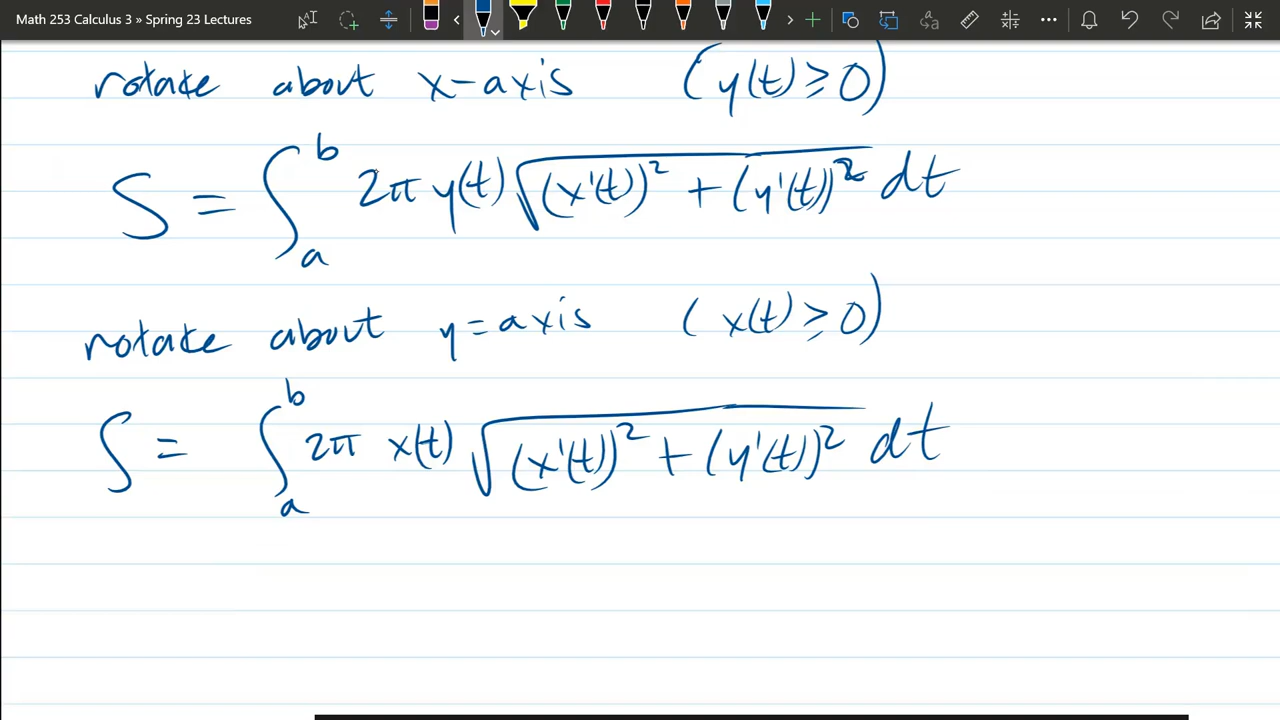 Math 253 Calculus 3 » Spring 23 Lectures
rotate about x-axis (y(t) ≥ 0)
S = ∫_a^b 2π y(t) √((x'(t))² + (y'(t))²) dt
rotate about y=axis (x(t) ≥ 0)
S = ∫_a^b 2π x(t) √((x'(t))² + (y'(t))²) dt